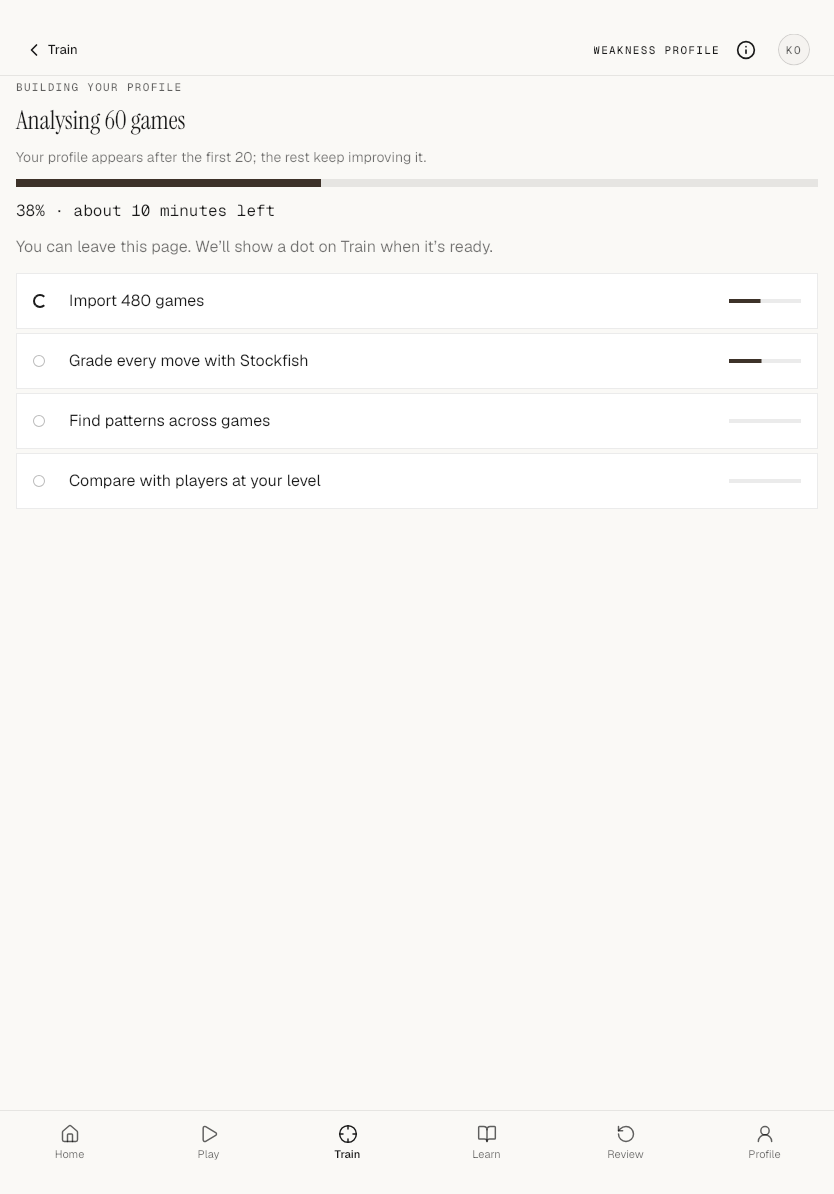 Train
WEAKNESS PROFILE
KO
BUILDING YOUR PROFILE
Analysing 60 games
Your profile appears after the first 20; the rest keep improving it.
38% · about 10 minutes left
You can leave this page. We’ll show a dot on Train when it’s ready.
Import 480 games
Grade every move with Stockfish
Find patterns across games
Compare with players at your level
Home
Play
Train
Learn
Review
Profile